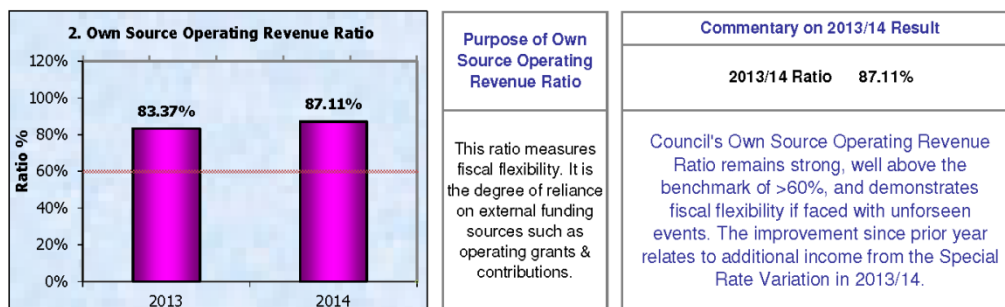 2. Own Source Operating Revenue Ratio
120%
100%
80%
60%
40%
20%
0%
Ratio %
83.37%
87.11%
2013
2014
Purpose of Own
Source Operating
Revenue Ratio
This ratio measures
fiscal flexibility. It is
the degree of reliance
on external funding
sources such as
operating grants &
contributions.
Commentary on 2013/14 Result
2013/14 Ratio 87.11%
Council's Own Source Operating Revenue
Ratio remains strong, well above the
benchmark of >60%, and demonstrates
fiscal flexibility if faced with unforseen
events. The improvement since prior year
relates to additional income from the Special
Rate Variation in 2013/14.